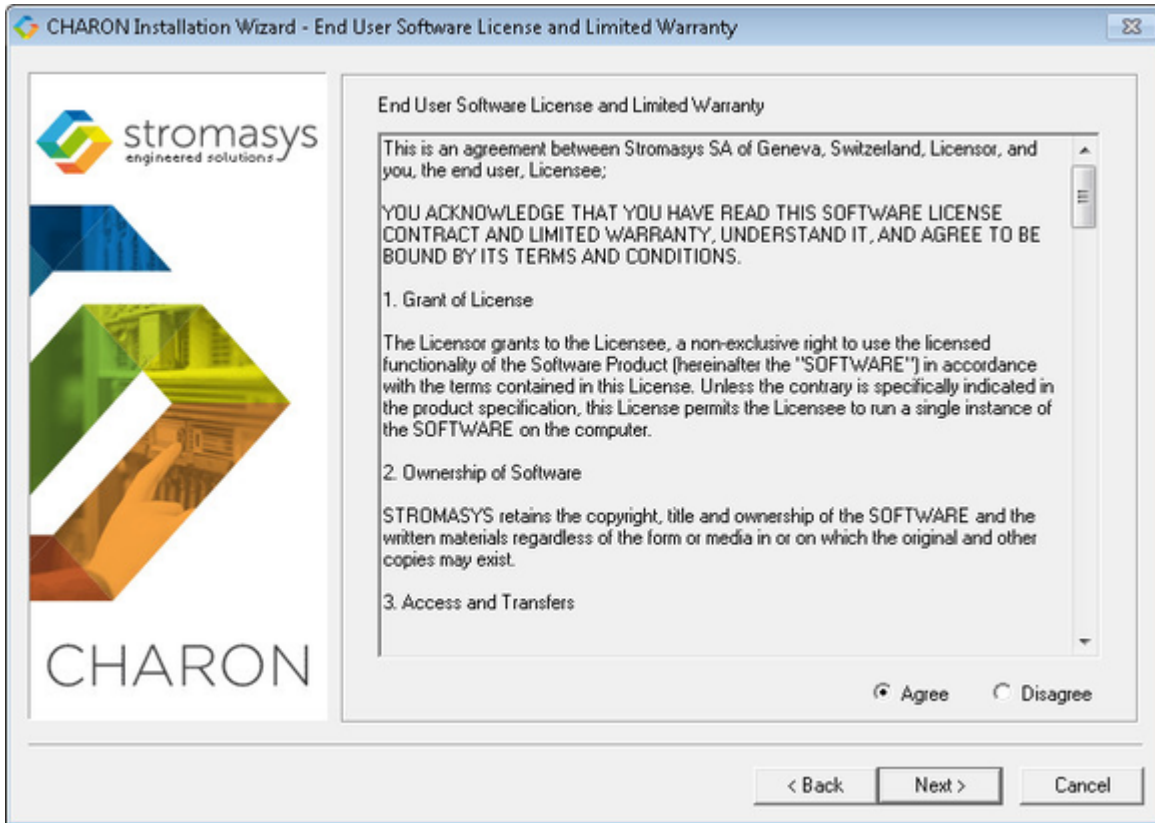 CHARON Installation Wizard - End User Software License and Limited Warranty
stromasys
engineered solutions
CHARON
End User Software License and Limited Warranty
This is an agreement between Stromasys SA of Geneva, Switzerland, Licensor, and
you, the end user, Licensee;
YOU ACKNOWLEDGE THAT YOU HAVE READ THIS SOFTWARE LICENSE
CONTRACT AND LIMITED WARRANTY, UNDERSTAND IT, AND AGREE TO BE
BOUND BY ITS TERMS AND CONDITIONS.
1. Grant of License
The Licensor grants to the Licensee, a non-exclusive right to use the licensed
functionality of the Software Product (hereinafter the "SOFTWARE") in accordance
with the terms contained in this License. Unless the contrary is specifically indicated in
the product specification, this License permits the Licensee to run a single instance of
the SOFTWARE on the computer.
2. Ownership of Software
STROMASYS retains the copyright, title and ownership of the SOFTWARE and the
written materials regardless of the form or media in or on which the original and other
copies may exist.
3. Access and Transfers
Agree
Disagree
< Back
Next >
Cancel